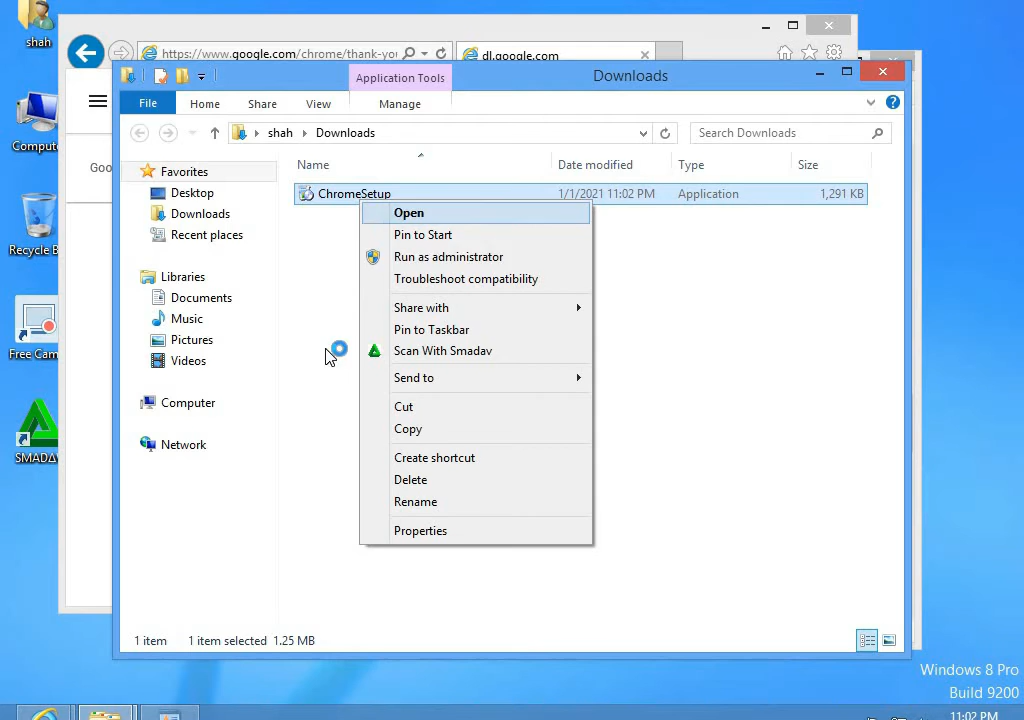 shah
https://www.google.com/chrome/thank-yo
dl.google.com
Application Tools
Downloads
File
Home
Share
View
Manage
shah
Downloads
Search Downloads
Goo
Name
Date modified
Type
Size
ChromeSetup
1/1/2021 11:02 PM
Application
1,291 KB
Favorites
Desktop
Downloads
Recent places
Libraries
Documents
Music
Pictures
Videos
Computer
Network
Open
Pin to Start
Run as administrator
Troubleshoot compatibility
Share with
Pin to Taskbar
Scan With Smadav
Send to
Cut
Copy
Create shortcut
Delete
Rename
Properties
Compute
Recycle B
Free Cam
SMADΔ
1 item
1 item selected 1.25 MB
Windows 8 Pro
Build 9200
11:02 PM